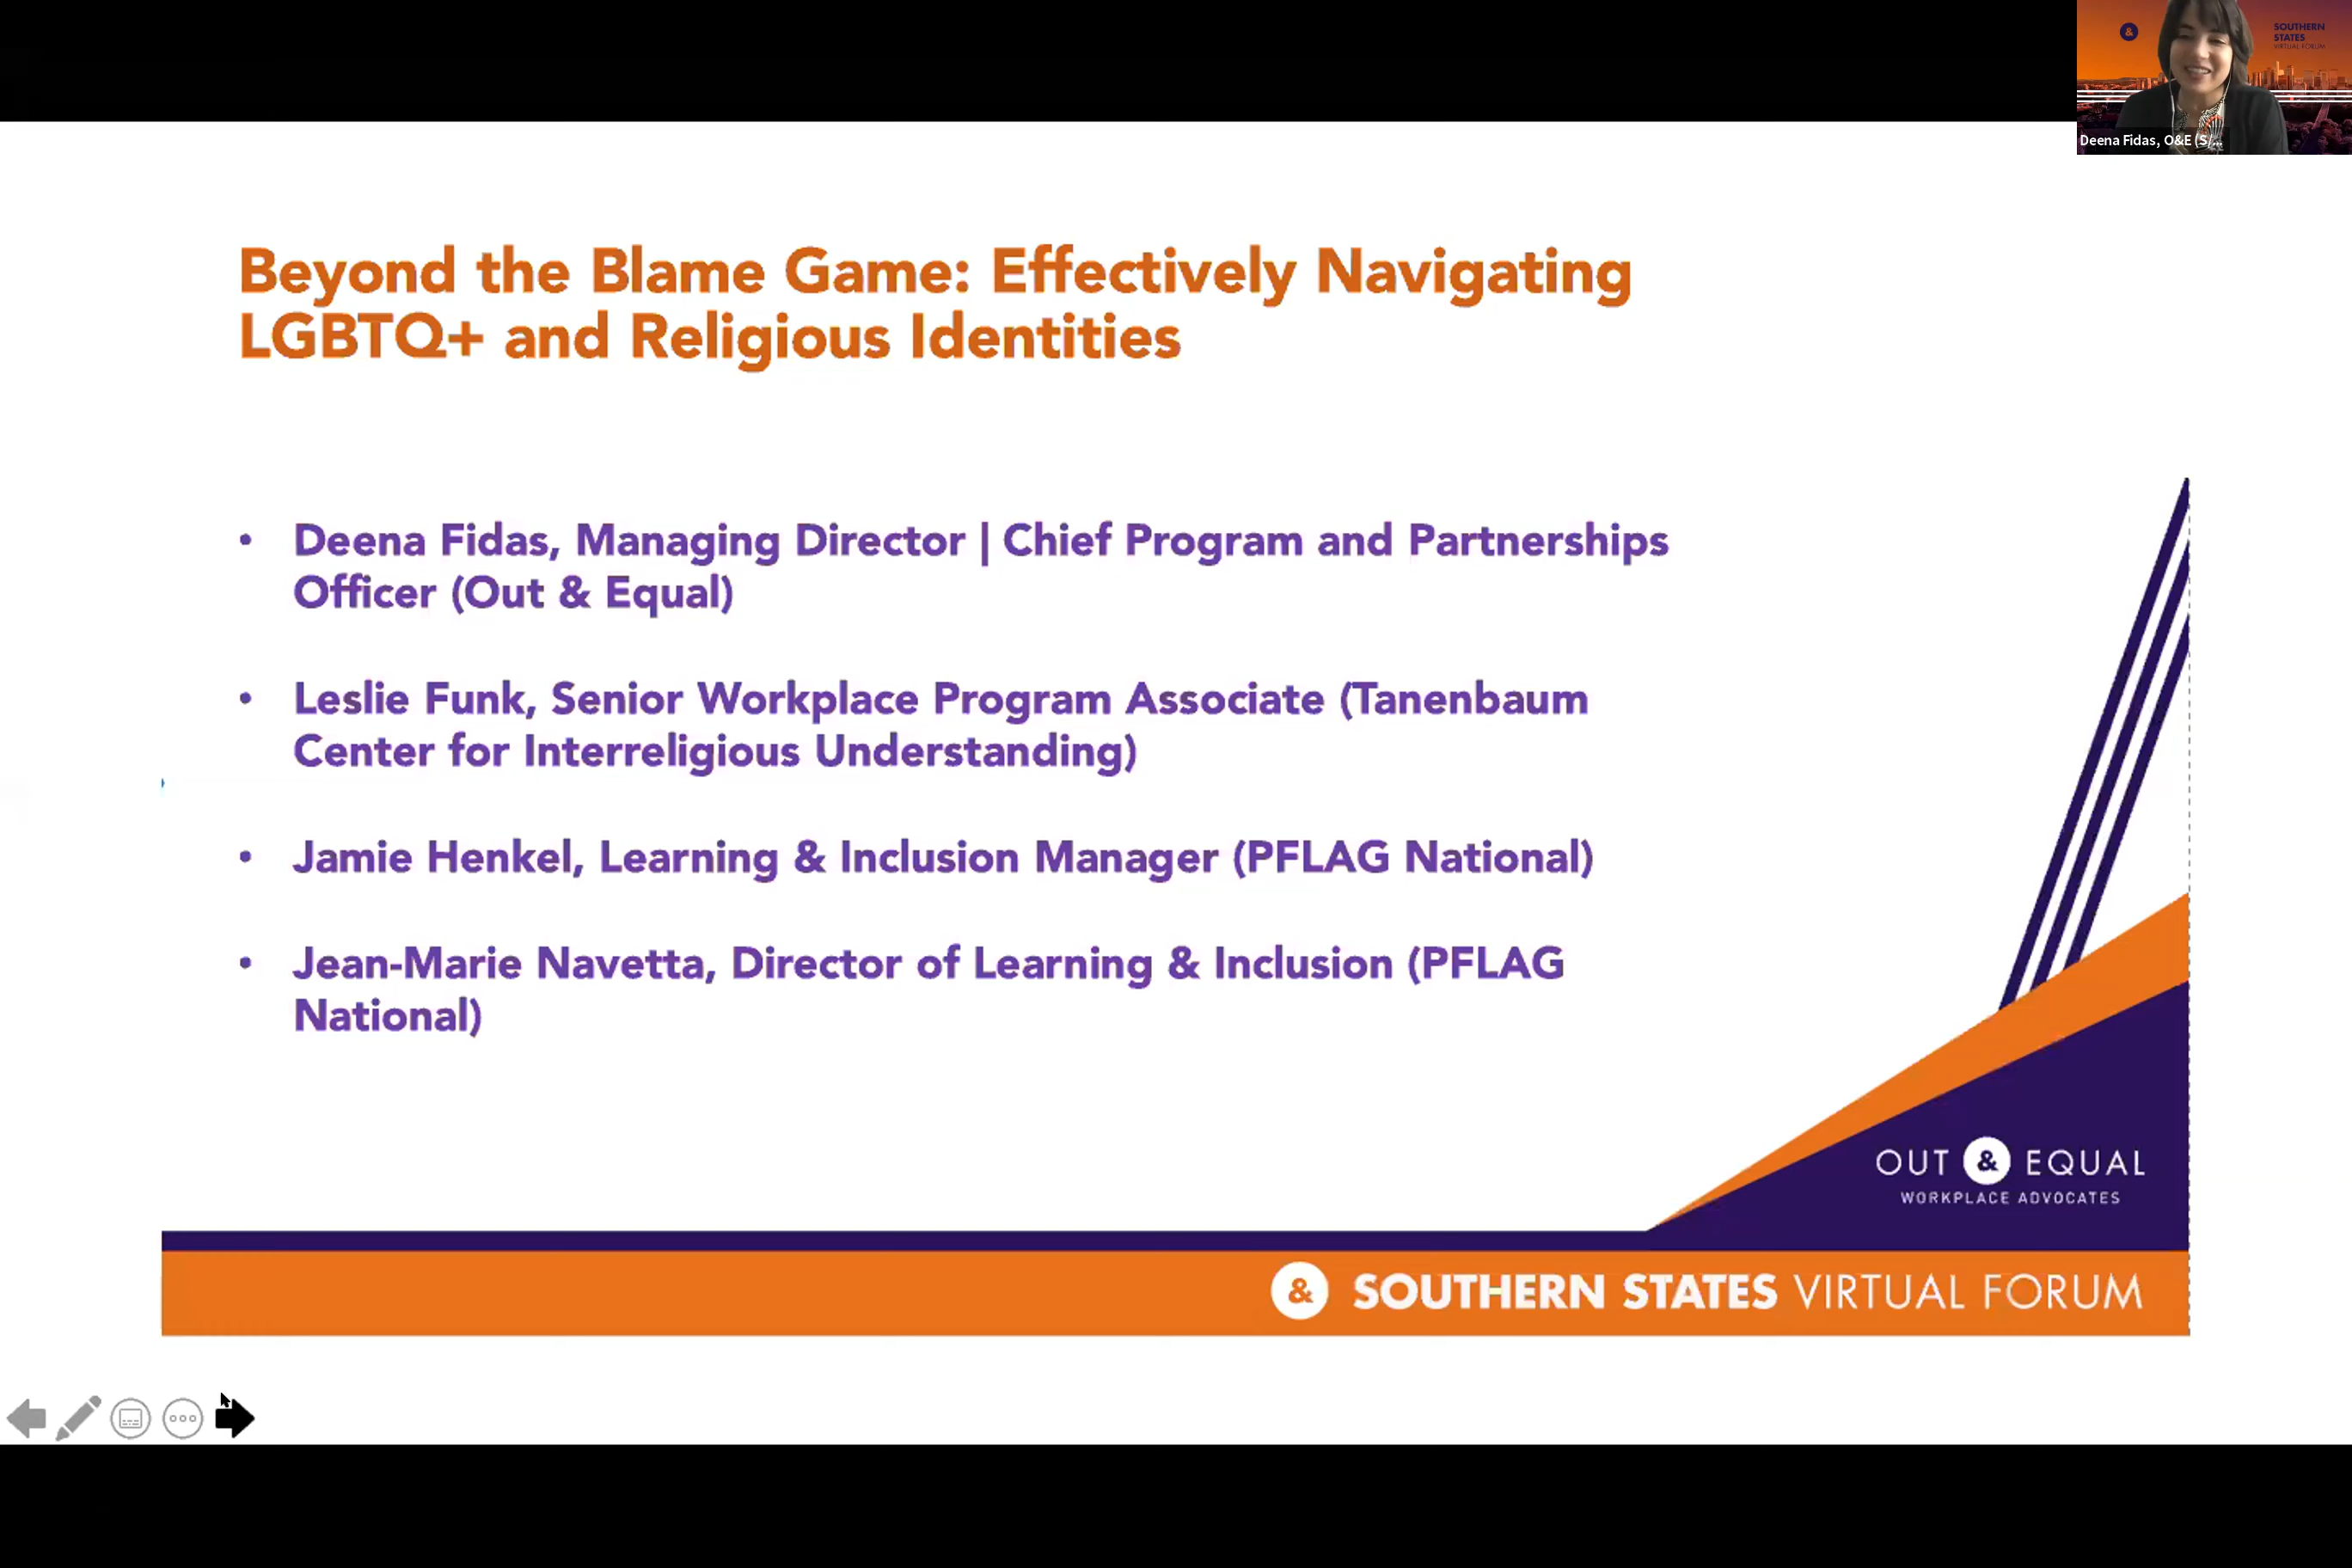 &
SOUTHERN
STATES
VIRTUAL FORUM
Deena Fidas, O&E (S/...
Beyond the Blame Game: Effectively Navigating
LGBTQ+ and Religious Identities
• Deena Fidas, Managing Director | Chief Program and Partnerships
Officer (Out & Equal)
• Leslie Funk, Senior Workplace Program Associate (Tanenbaum
Center for Interreligious Understanding)
• Jamie Henkel, Learning & Inclusion Manager (PFLAG National)
• Jean-Marie Navetta, Director of Learning & Inclusion (PFLAG
National)
OUT & EQUAL
WORKPLACE ADVOCATES
& SOUTHERN STATES VIRTUAL FORUM